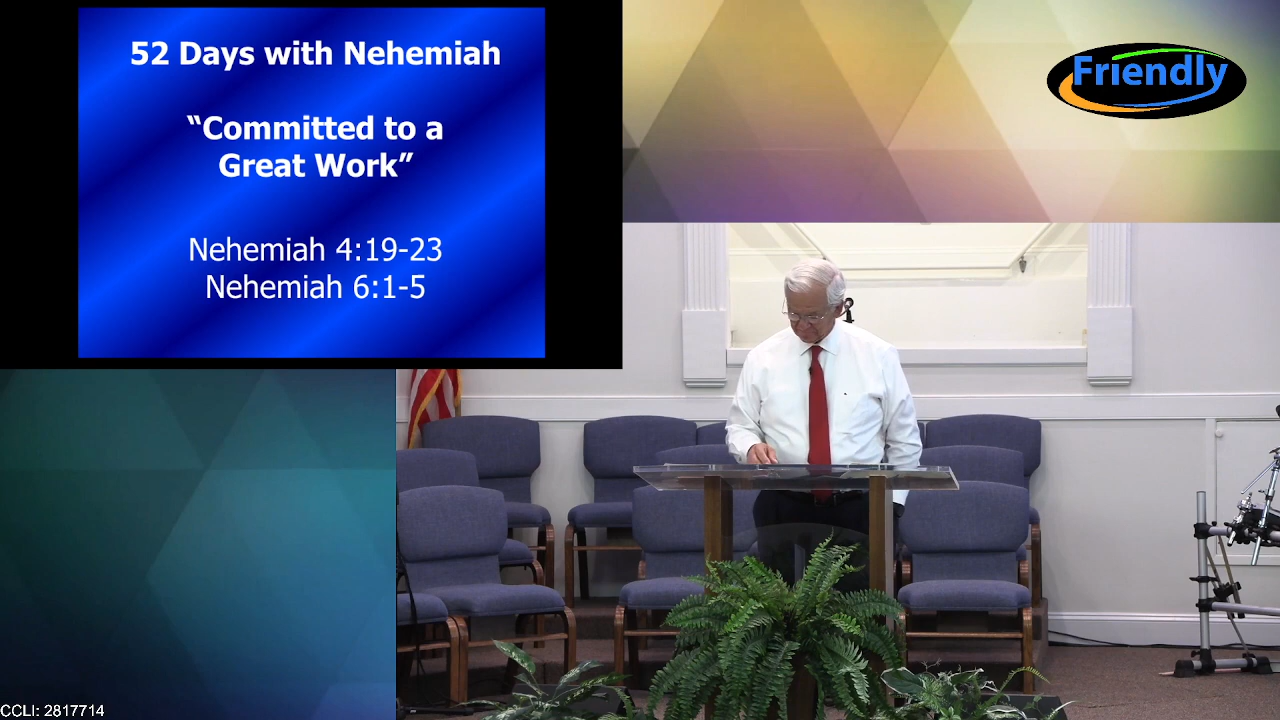 52 Days with Nehemiah
“Committed to a
Great Work”
Nehemiah 4:19-23
Nehemiah 6:1-5
Friendly
CCLI: 2817714